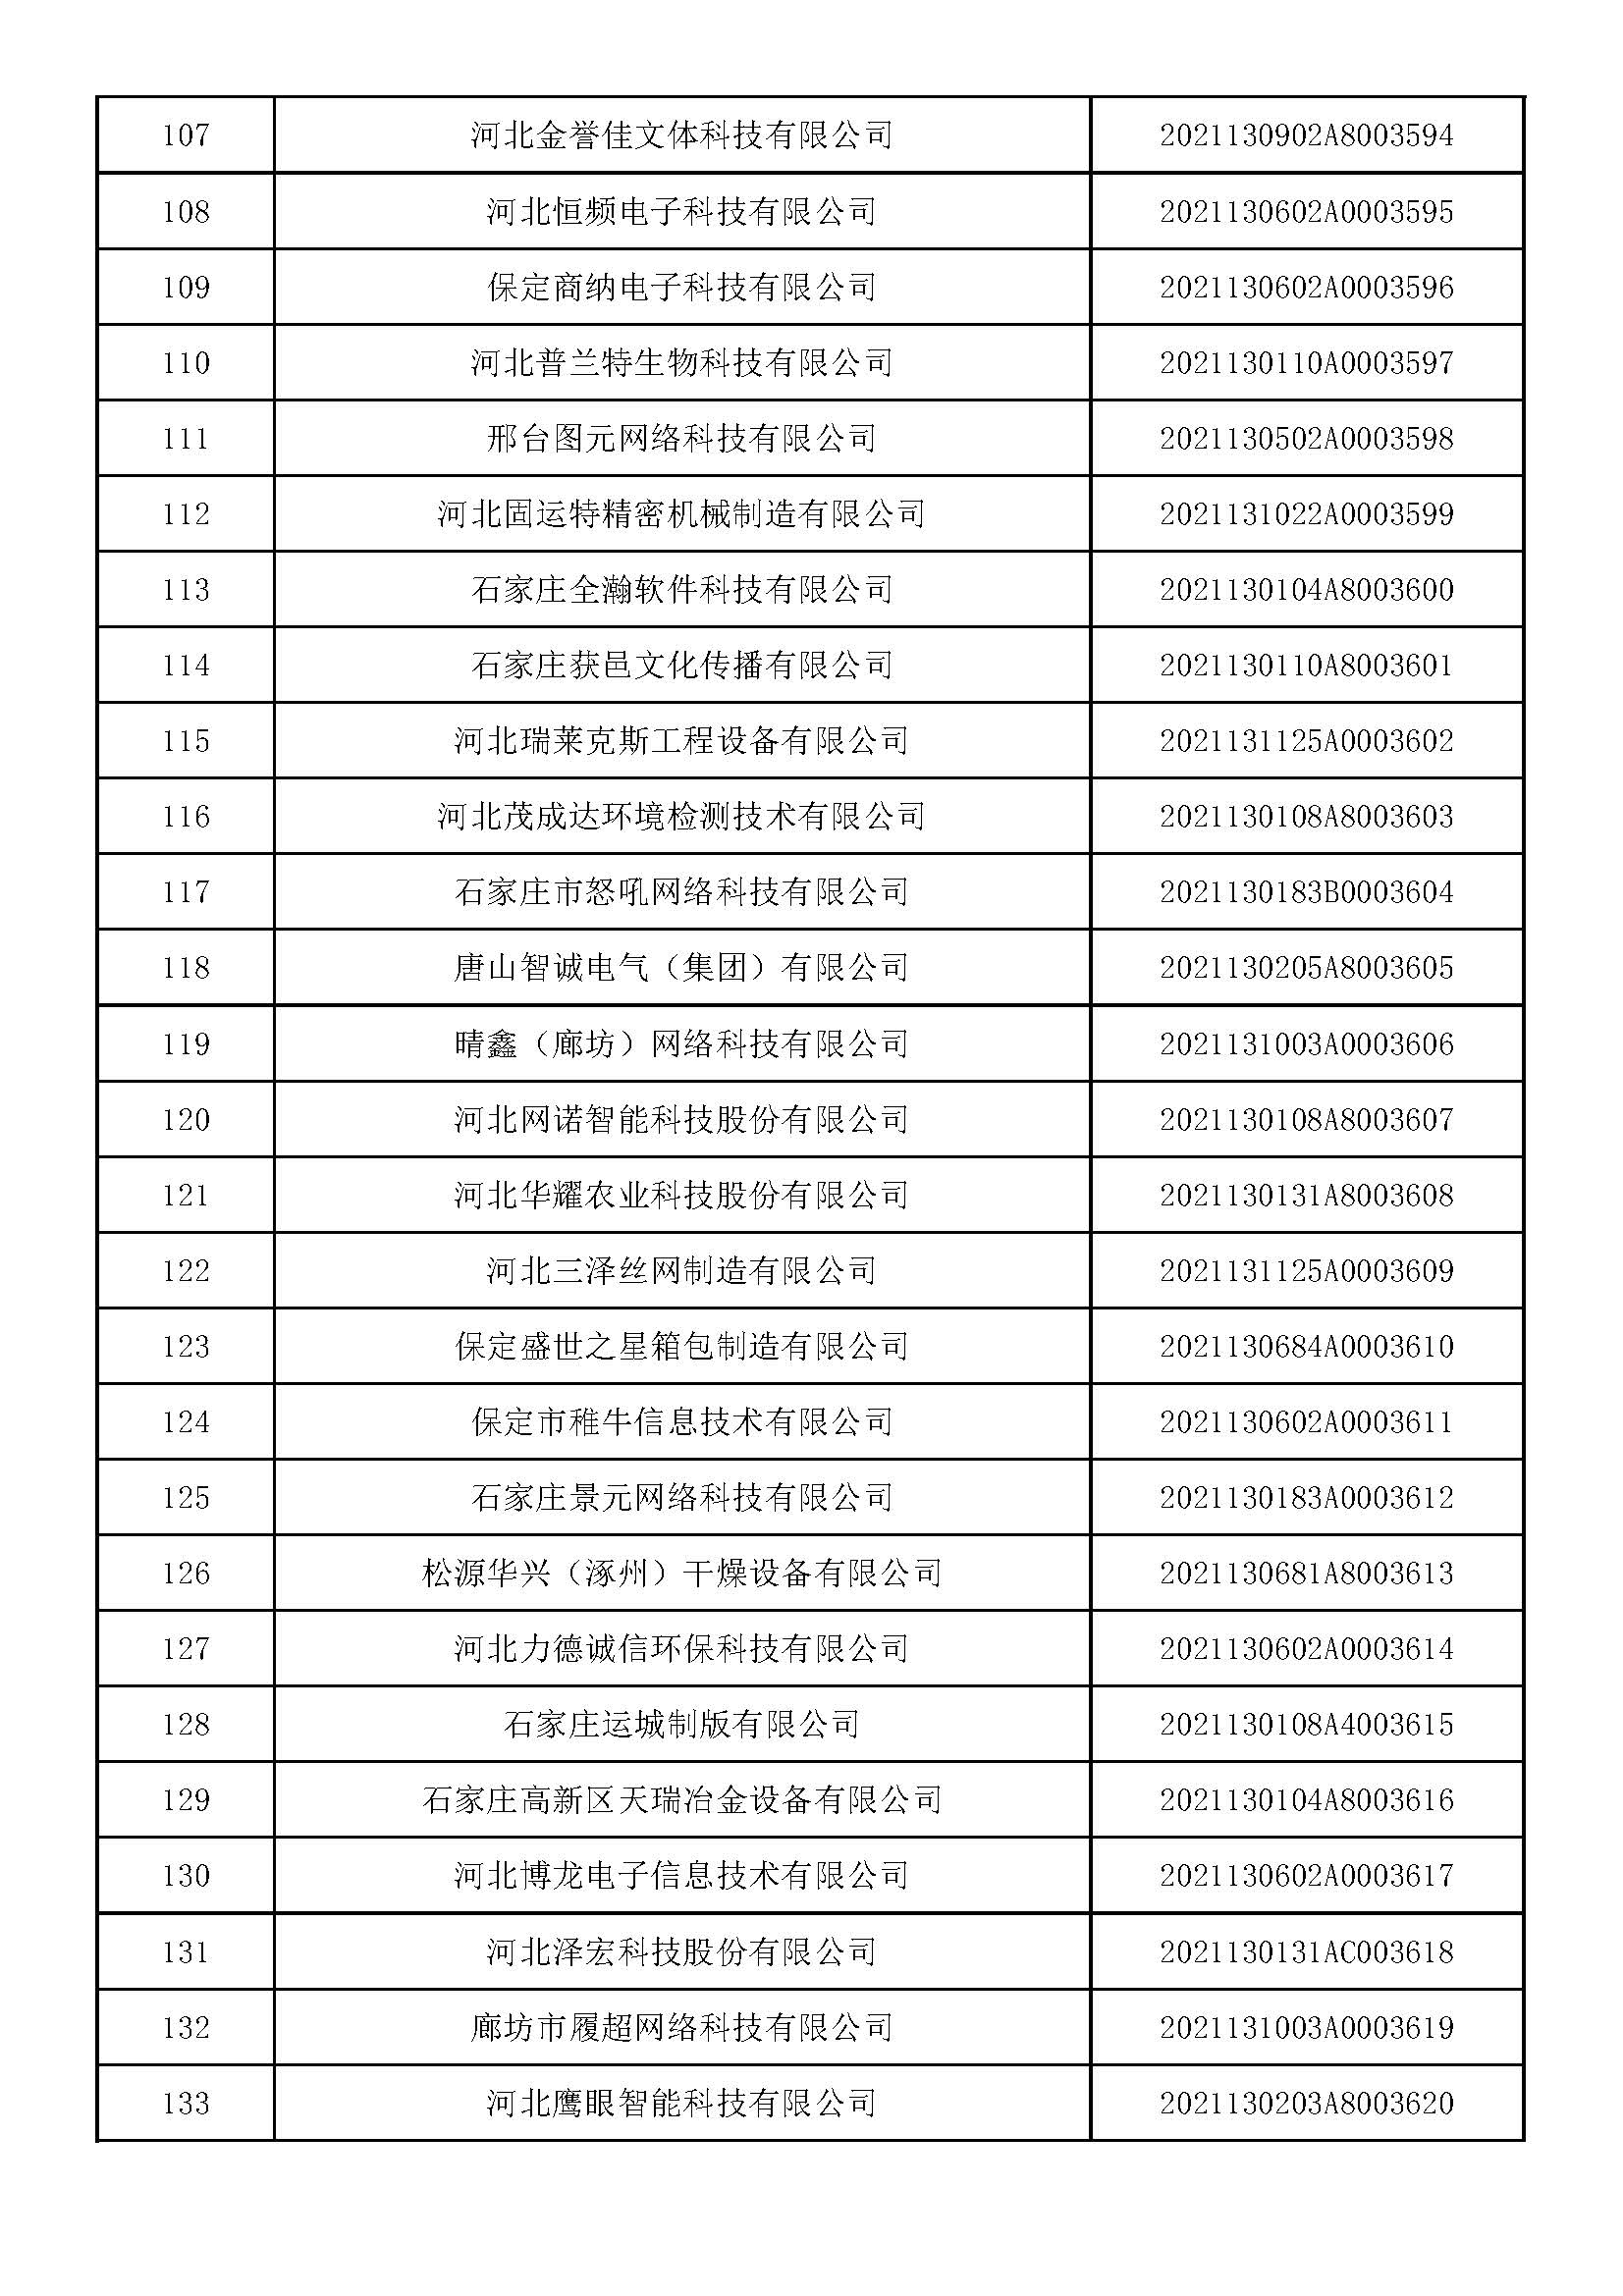 107 河北金誉佳文体科技有限公司 2021130902A8003594
108 河北恒频电子科技有限公司 2021130602A0003595
109 保定商纳电子科技有限公司 2021130602A0003596
110 河北普兰特生物科技有限公司 2021130110A0003597
111 邢台图元网络科技有限公司 2021130502A0003598
112 河北固运特精密机械制造有限公司 2021131022A0003599
113 石家庄全瀚软件科技有限公司 2021130104A8003600
114 石家庄获邑文化传播有限公司 2021130110A8003601
115 河北瑞莱克斯工程设备有限公司 2021131125A0003602
116 河北茂成达环境检测技术有限公司 2021130108A8003603
117 石家庄市怒吼网络科技有限公司 2021130183B0003604
118 唐山智诚电气（集团）有限公司 2021130205A8003605
119 晴鑫（廊坊）网络科技有限公司 2021131003A0003606
120 河北网诺智能科技股份有限公司 2021130108A8003607
121 河北华耀农业科技股份有限公司 2021130131A8003608
122 河北三泽丝网制造有限公司 2021131125A0003609
123 保定盛世之星箱包制造有限公司 2021130684A0003610
124 保定市稚牛信息技术有限公司 2021130602A0003611
125 石家庄景元网络科技有限公司 2021130183A0003612
126 松源华兴（涿州）干燥设备有限公司 2021130681A8003613
127 河北力德诚信环保科技有限公司 2021130602A0003614
128 石家庄运城制版有限公司 2021130108A4003615
129 石家庄高新区天瑞冶金设备有限公司 2021130104A8003616
130 河北博龙电子信息技术有限公司 2021130602A0003617
131 河北泽宏科技股份有限公司 2021130131AC003618
132 廊坊市履超网络科技有限公司 2021131003A0003619
133 河北鹰眼智能科技有限公司 2021130203A8003620